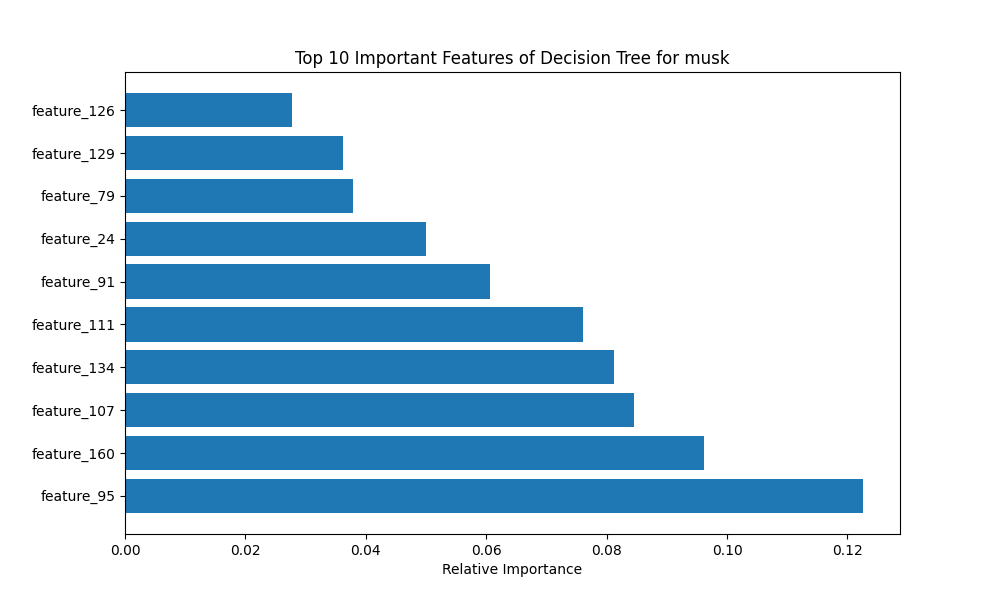 Top 10 Important Features of Decision Tree for musk
feature_126
feature_129
feature_79
feature_24
feature_91
feature_111
feature_134
feature_107
feature_160
feature_95
0.00 0.02 0.04 0.06 0.08 0.10 0.12
Relative Importance